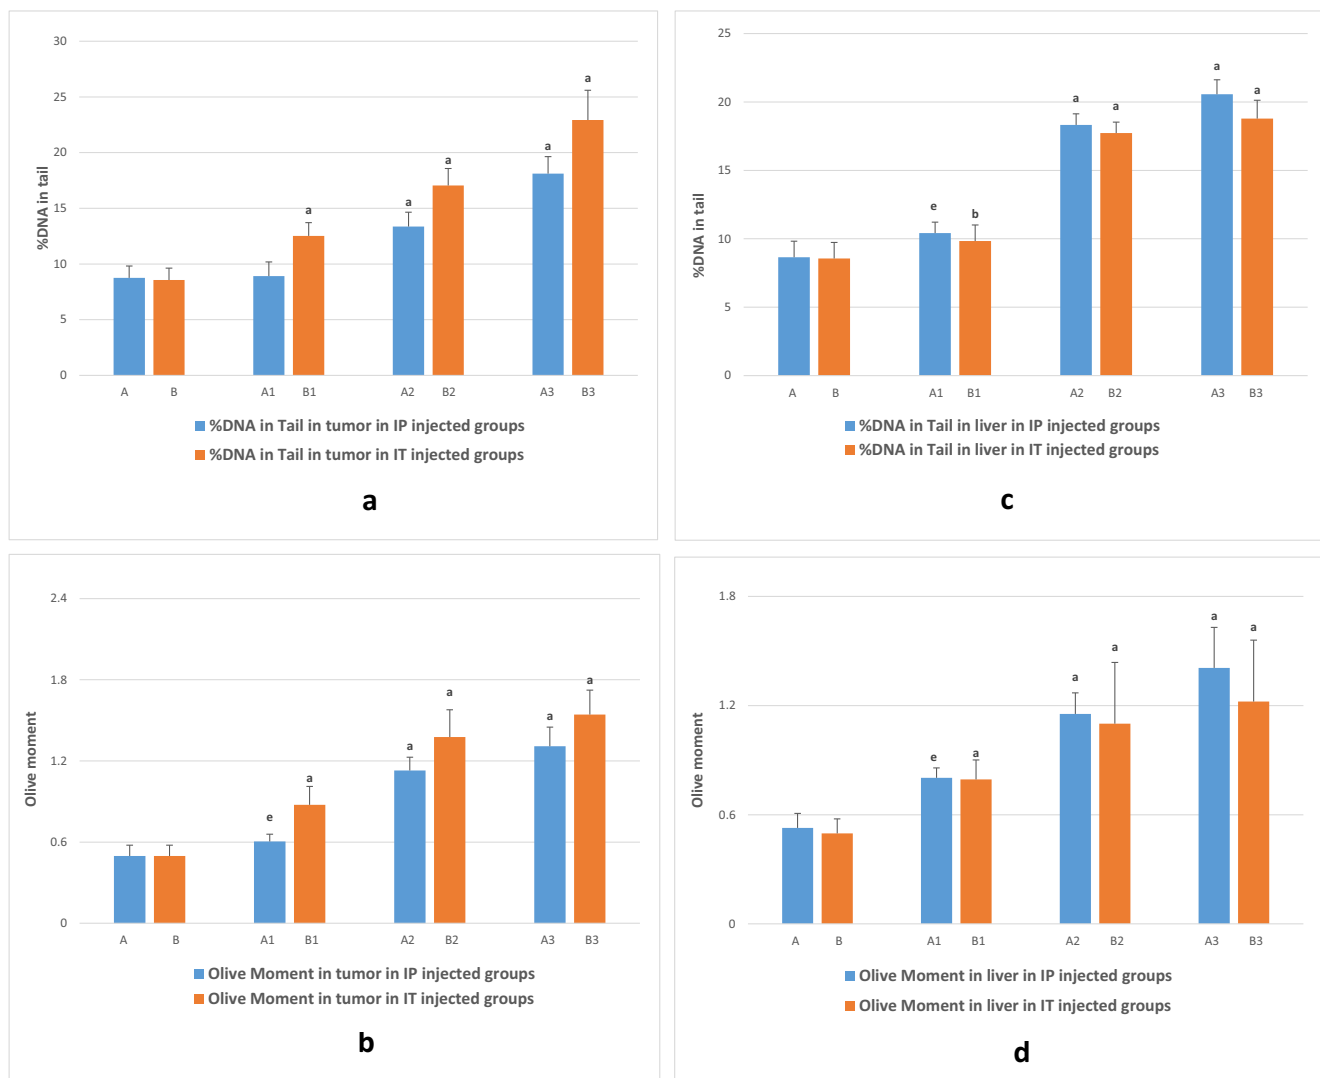 30
25
20
15
10
5
0
%DNA in tail
a
a
a
a
a
A B A1 B1 A2 B2 A3 B3
%DNA in Tail in tumor in IP injected groups
%DNA in Tail in tumor in IT injected groups
a
25
20
15
10
5
0
%DNA in tail
e
b
a
a
a
a
A B A1 B1 A2 B2 A3 B3
%DNA in Tail in liver in IP injected groups
%DNA in Tail in liver in IT injected groups
c
2.4
1.8
1.2
0.6
0
Olive moment
e
a
a
a
a
a
A B A1 B1 A2 B2 A3 B3
Olive Moment in tumor in IP injected groups
Olive Moment in tumor in IT injected groups
b
1.8
1.2
0.6
0
Olive moment
e
a
a
a
a
a
A B A1 B1 A2 B2 A3 B3
Olive Moment in liver in IP injected groups
Olive Moment in liver in IT injected groups
d